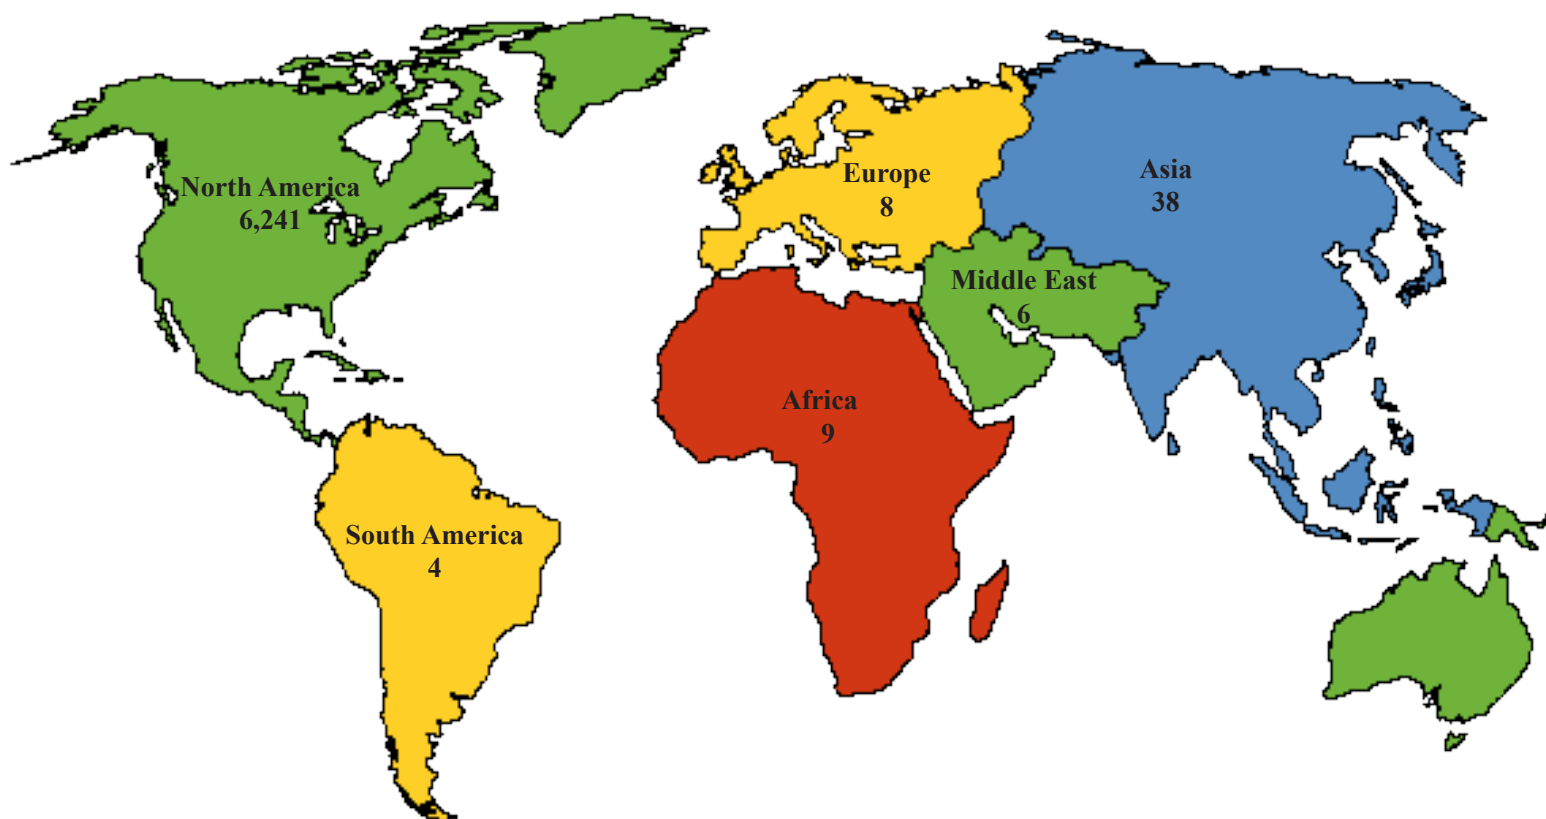 North America
6,241
Europe
8
Asia
38
Middle East
6
Africa
9
South America
4